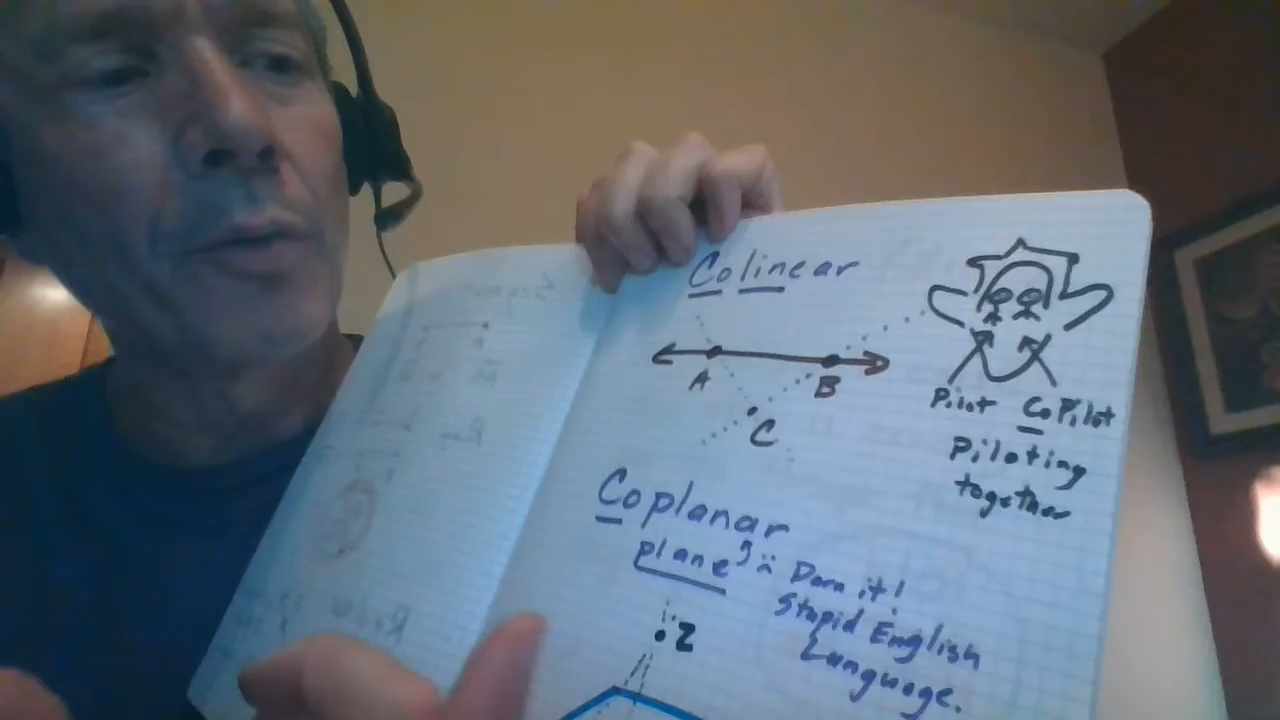 Colinear
A
B
C
Pilot CoPilot
Piloting
together
Coplanar
plane Darn it!
Stupid English
Language.
Z